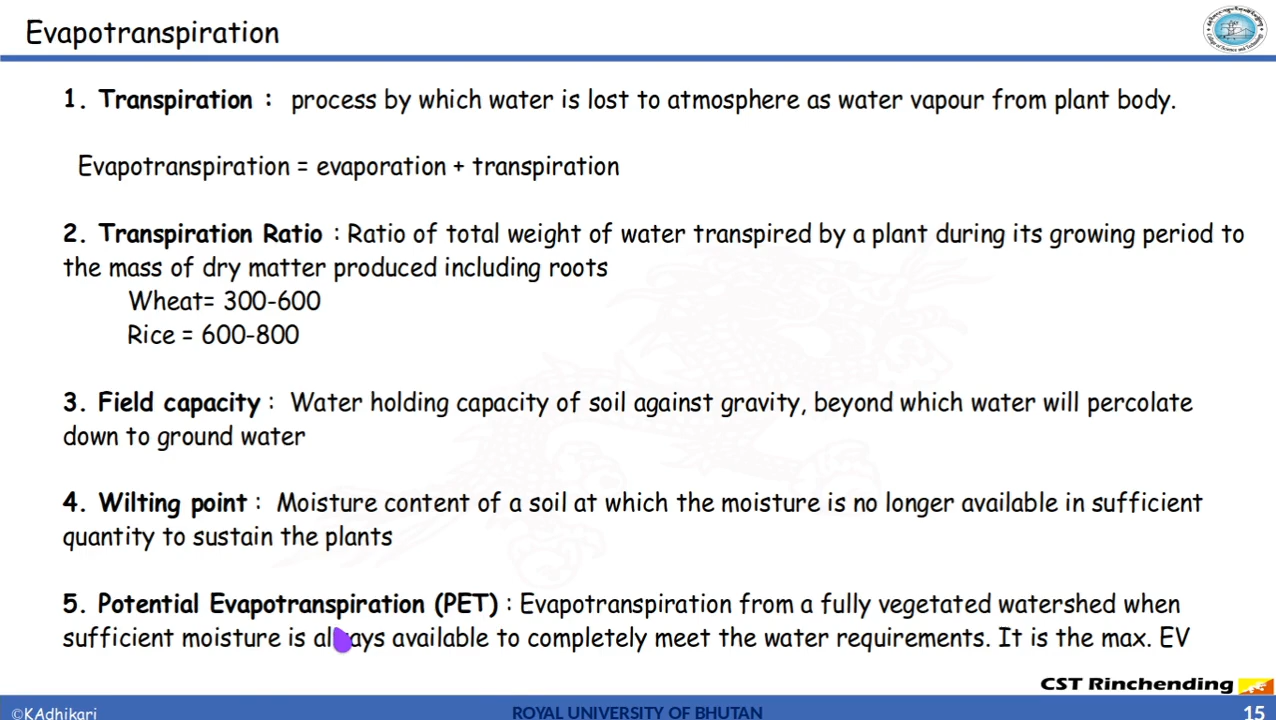 Evapotranspiration
1. Transpiration : process by which water is lost to atmosphere as water vapour from plant body.
Evapotranspiration = evaporation + transpiration
2. Transpiration Ratio : Ratio of total weight of water transpired by a plant during its growing period to
the mass of dry matter produced including roots
Wheat= 300-600
Rice = 600-800
3. Field capacity : Water holding capacity of soil against gravity, beyond which water will percolate
down to ground water
4. Wilting point : Moisture content of a soil at which the moisture is no longer available in sufficient
quantity to sustain the plants
5. Potential Evapotranspiration (PET) : Evapotranspiration from a fully vegetated watershed when
sufficient moisture is always available to completely meet the water requirements. It is the max. EV
CST Rinchending
©KAdhikari ROYAL UNIVERSITY OF BHUTAN 15